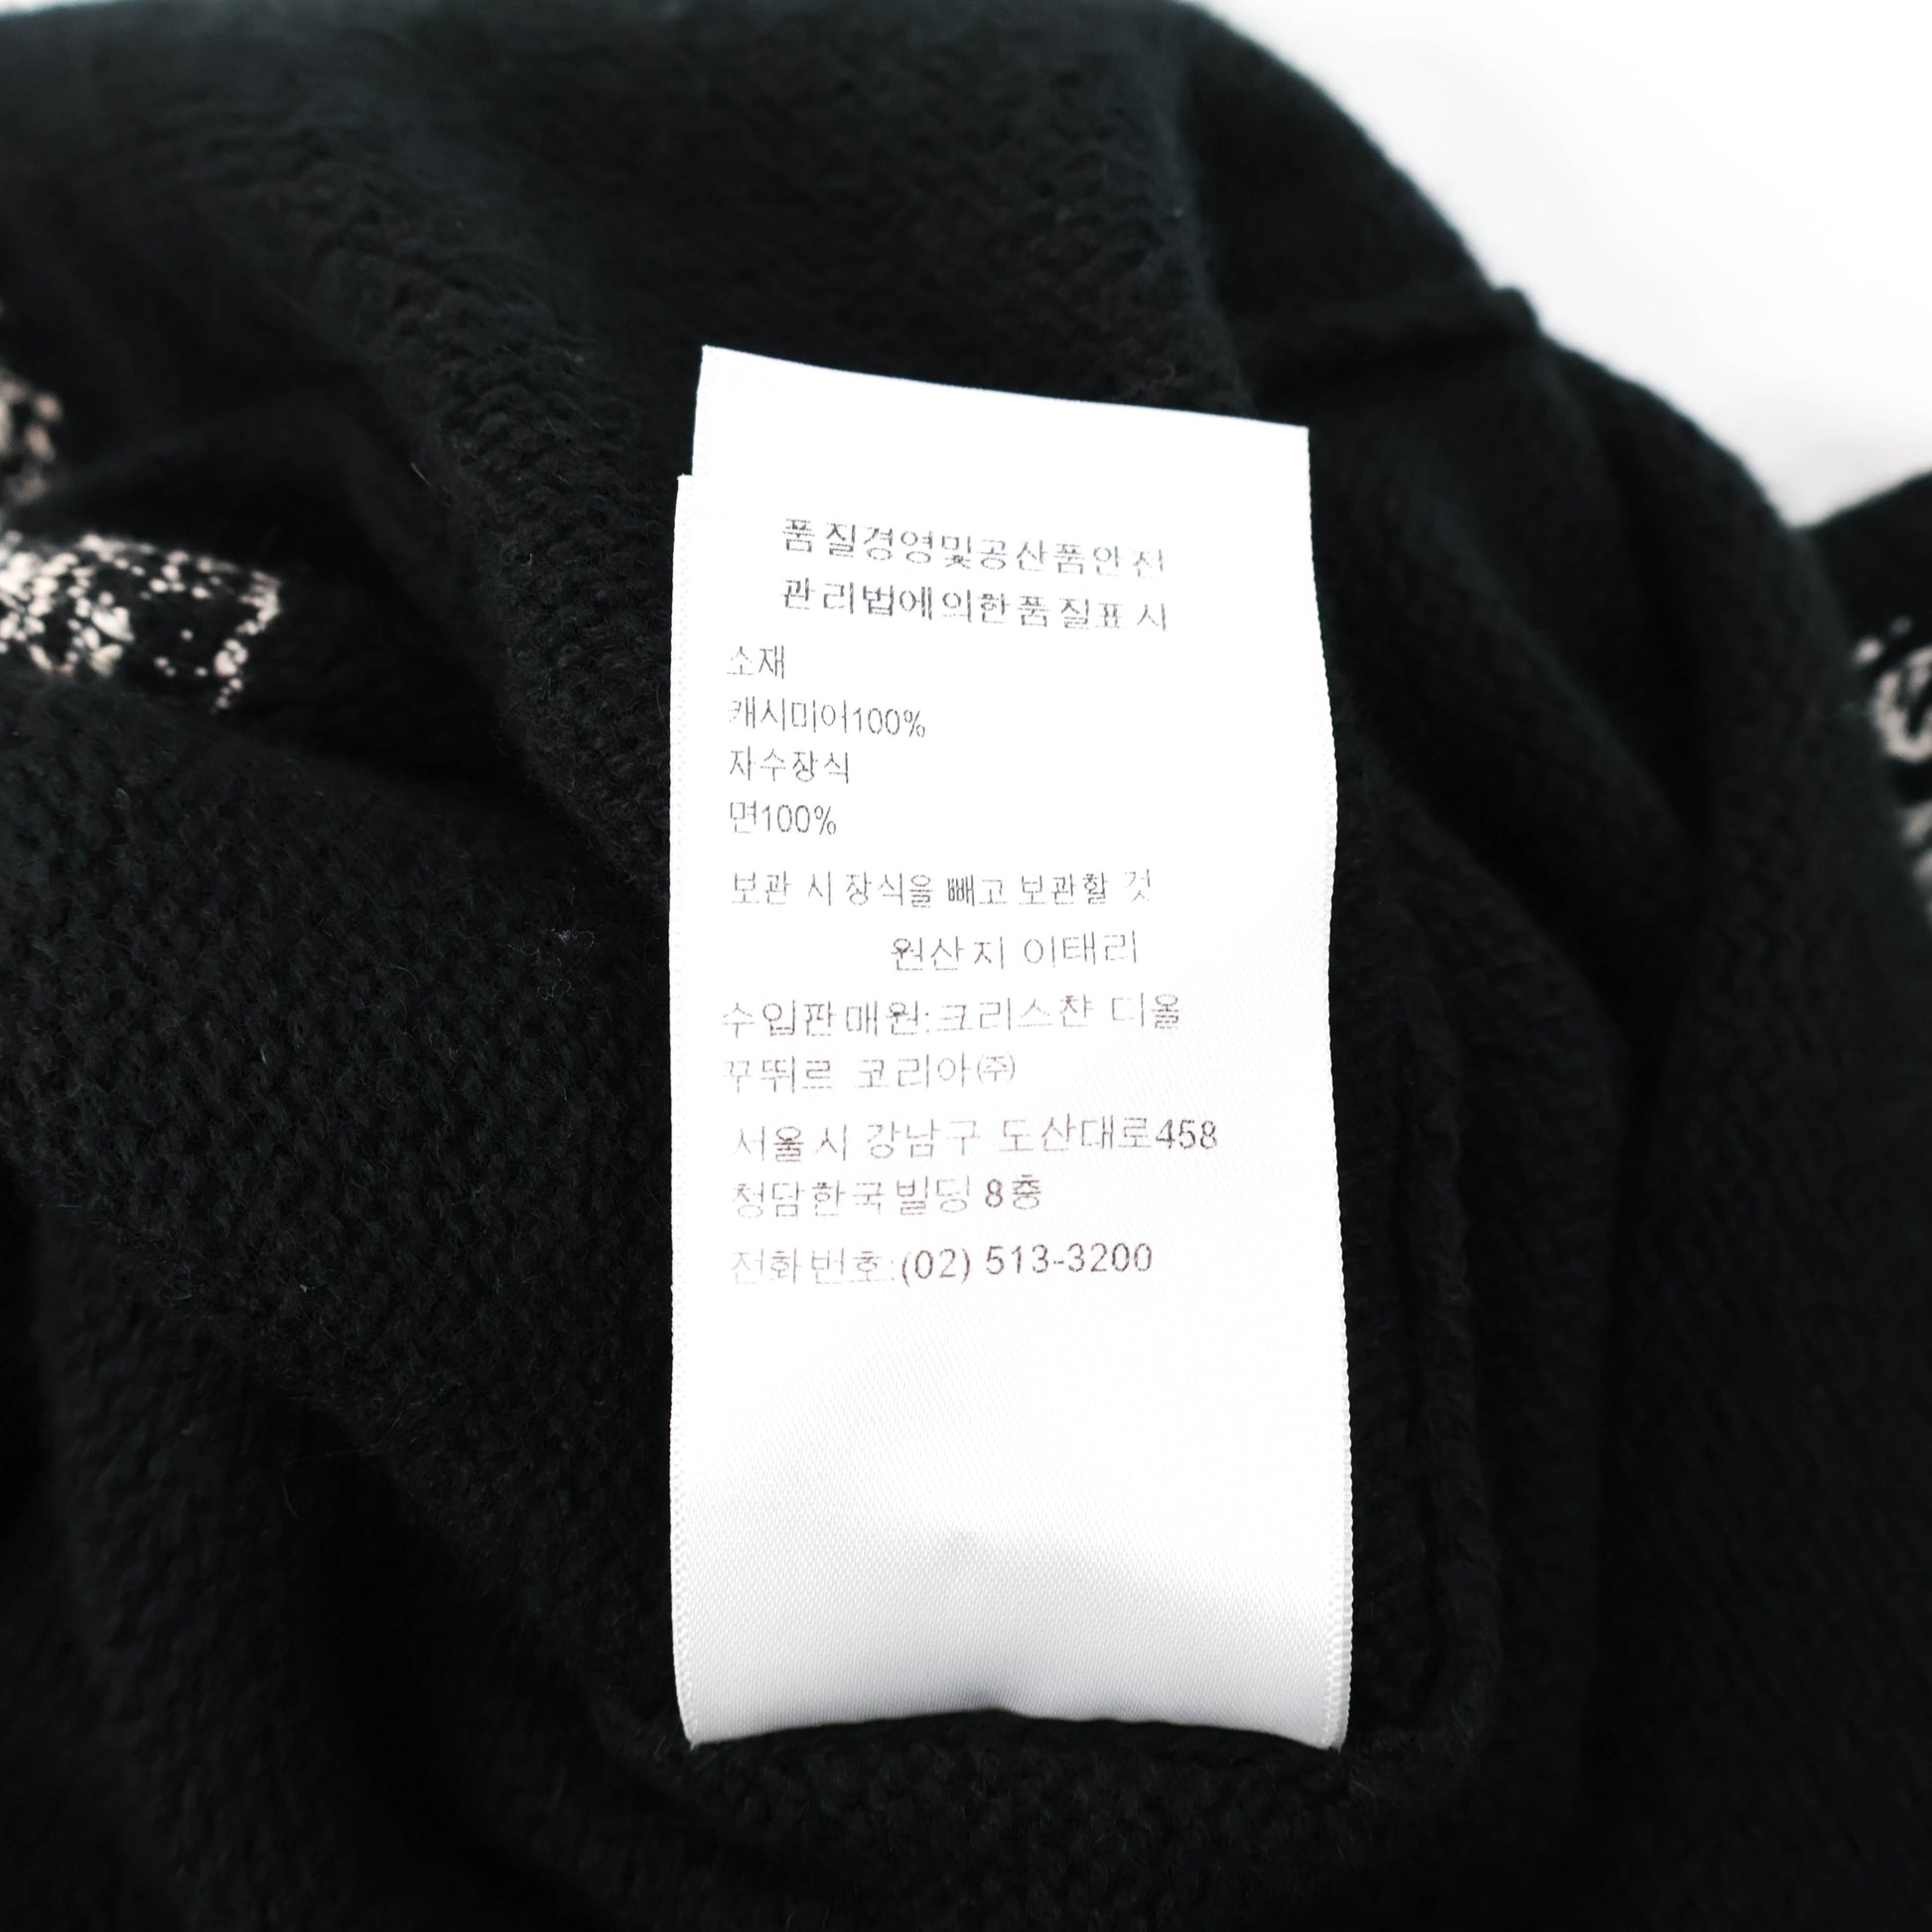 품질경영및공산품안전
관리법에의한품질표시
소재
캐시미어100%
자수장식
면100%
보관 시 장식을 빼고 보관할 것
원산지 이태리
수입판매원:크리스챤 디올
꾸뛰르 코리아㈜
서울시 강남구 도산대로458
청담한국빌딩 8층
전화번호:(02) 513-3200